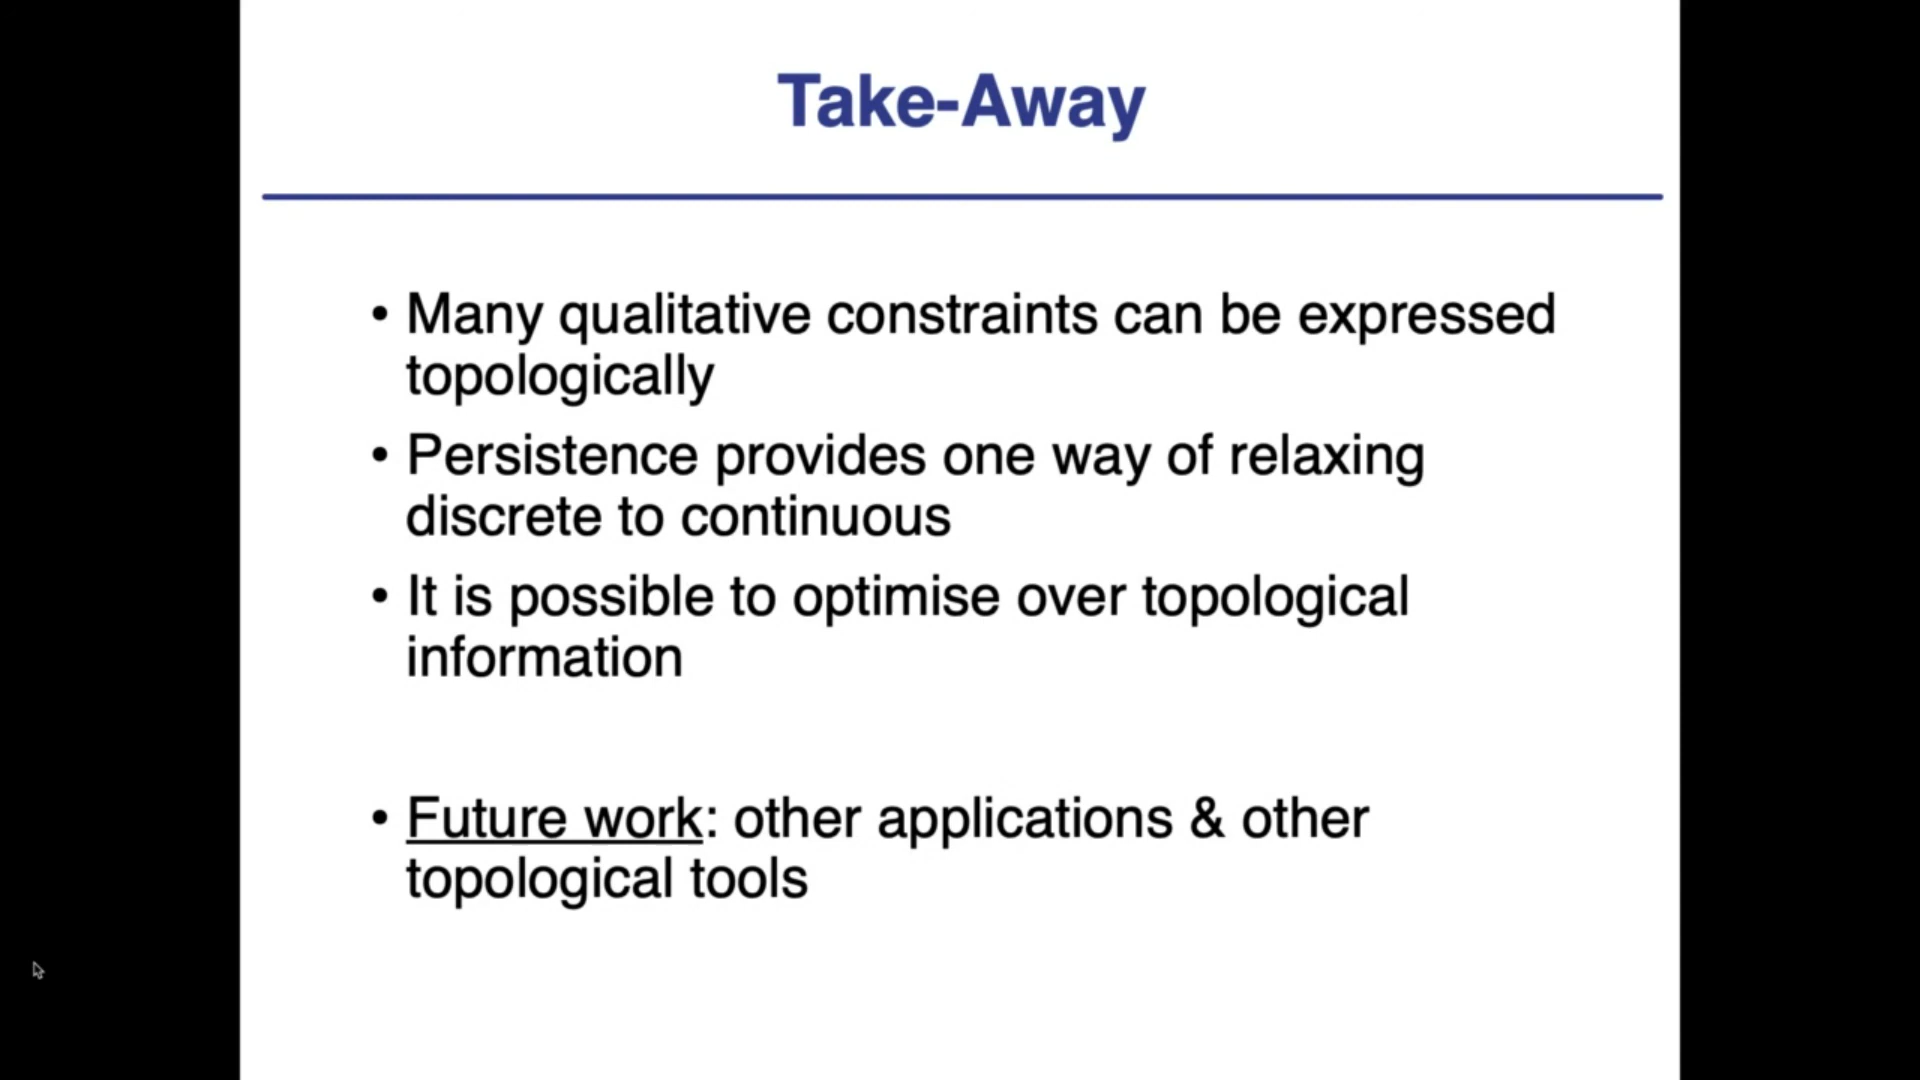 Take-Away
• Many qualitative constraints can be expressed
topologically
• Persistence provides one way of relaxing
discrete to continuous
• It is possible to optimise over topological
information
• Future work: other applications & other
topological tools